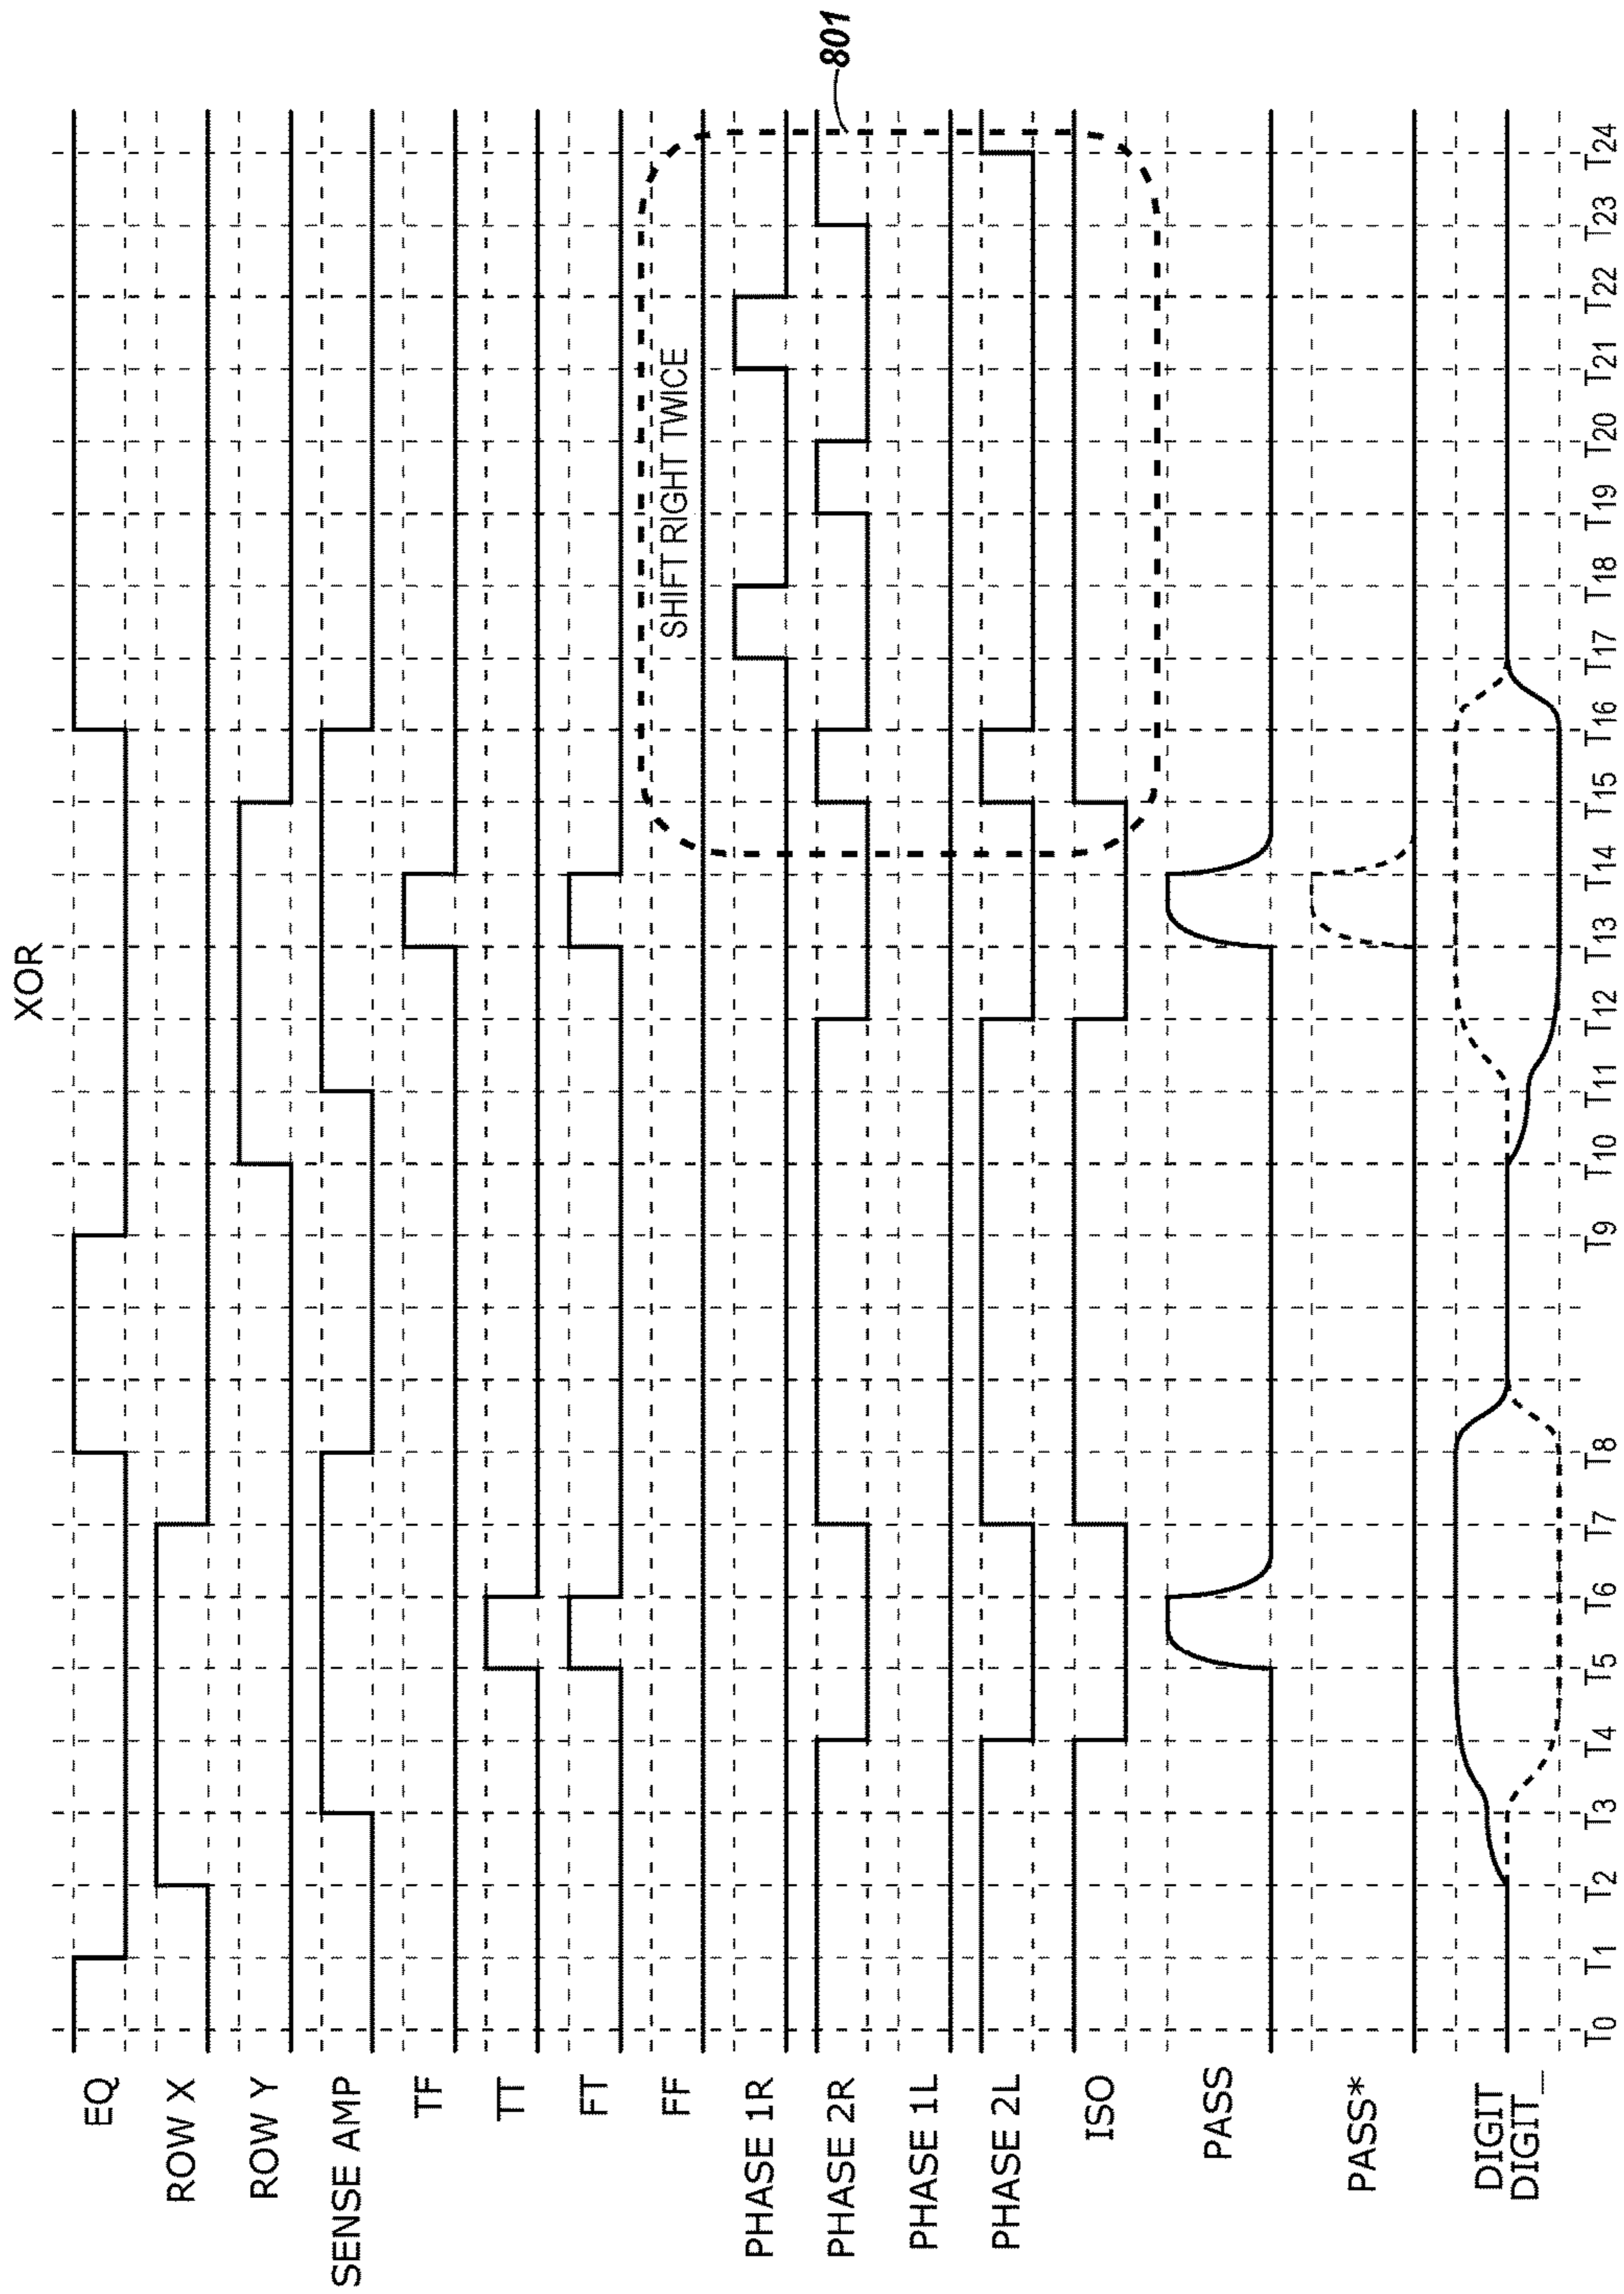 XOR
EQ
ROW X
ROW Y
SENSE AMP
TF
TT
FT
FF
SHIFT RIGHT TWICE
PHASE 1R
PHASE 2R
801
PHASE 1L
PHASE 2L
ISO
PASS
PASS*
DIGIT
DIGIT_
T0 T1 T2 T3 T4 T5 T6 T7 T8 T9 T10 T11 T12 T13 T14 T15 T16 T17 T18 T19 T20 T21 T22 T23 T24